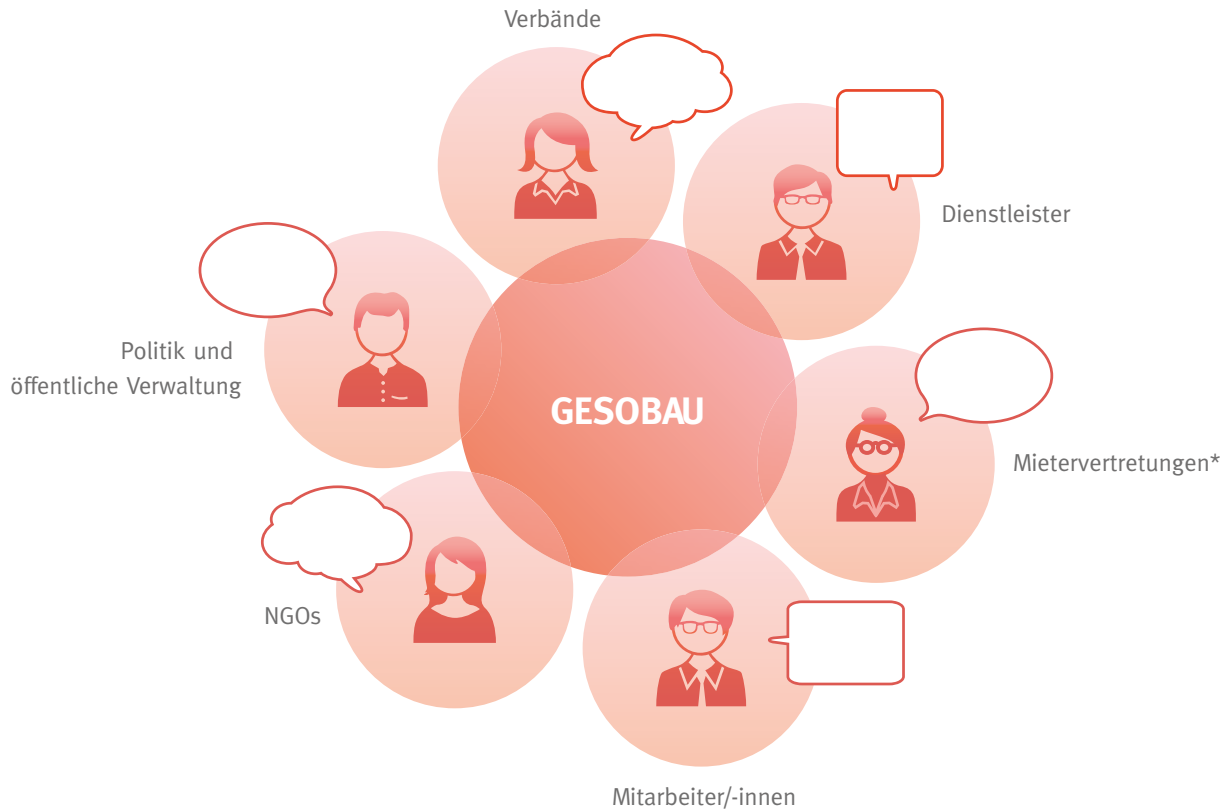 Verbände
Dienstleister
Politik und
öffentliche Verwaltung
GESOBAU
Mietervertretungen*
NGOs
Mitarbeiter/-innen